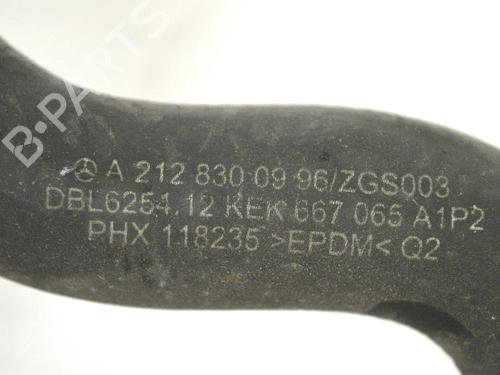 A 212 830 09 96/ZGS003
DBL6254.12 KEK 667 065 A1P2
PHX 118235 >EPDM< Q2
B-PARTS